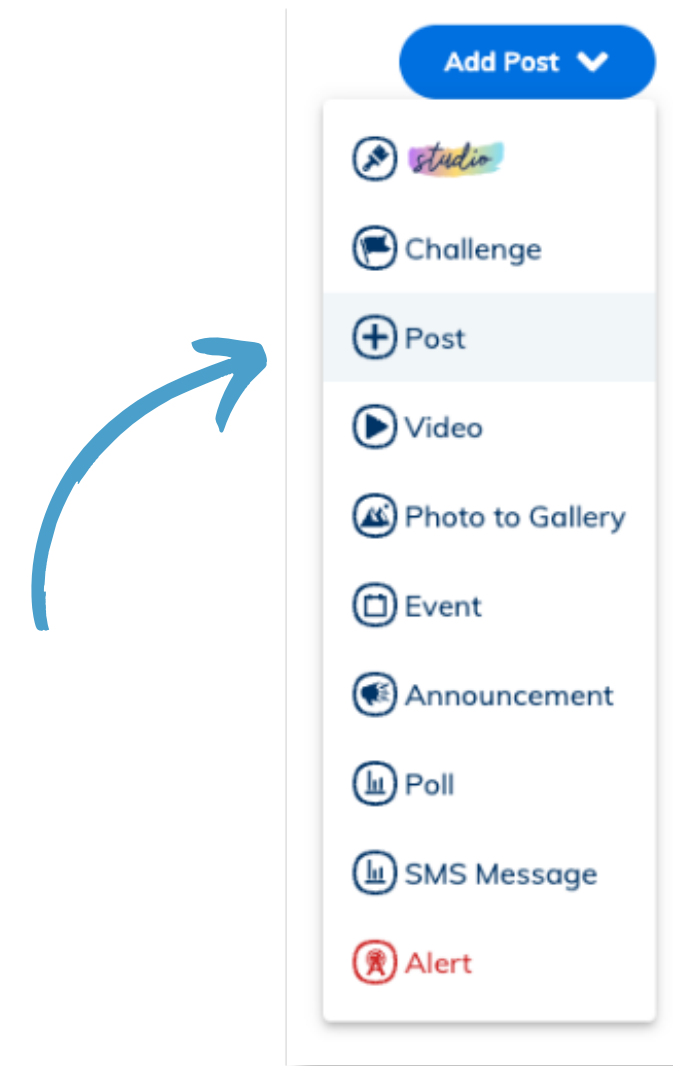 Add Post
studio
Challenge
Post
Video
Photo to Gallery
Event
Announcement
Poll
SMS Message
Alert